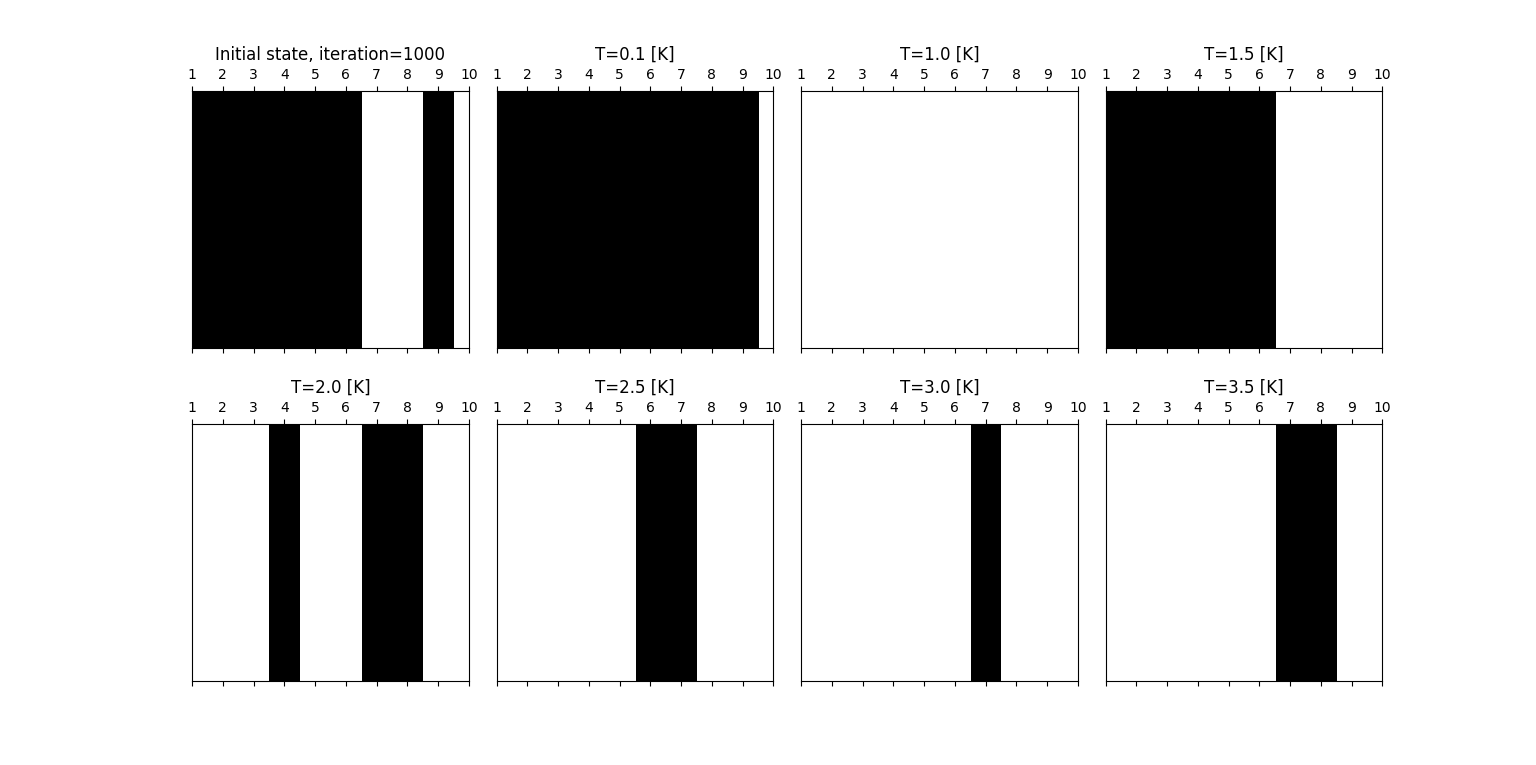 Initial state, iteration=1000 T=0.1 [K] T=1.0 [K] T=1.5 [K]
1 2 3 4 5 6 7 8 9 10 1 2 3 4 5 6 7 8 9 10 1 2 3 4 5 6 7 8 9 10 1 2 3 4 5 6 7 8 9 10
T=2.0 [K] T=2.5 [K] T=3.0 [K] T=3.5 [K]
1 2 3 4 5 6 7 8 9 10 1 2 3 4 5 6 7 8 9 10 1 2 3 4 5 6 7 8 9 10 1 2 3 4 5 6 7 8 9 10